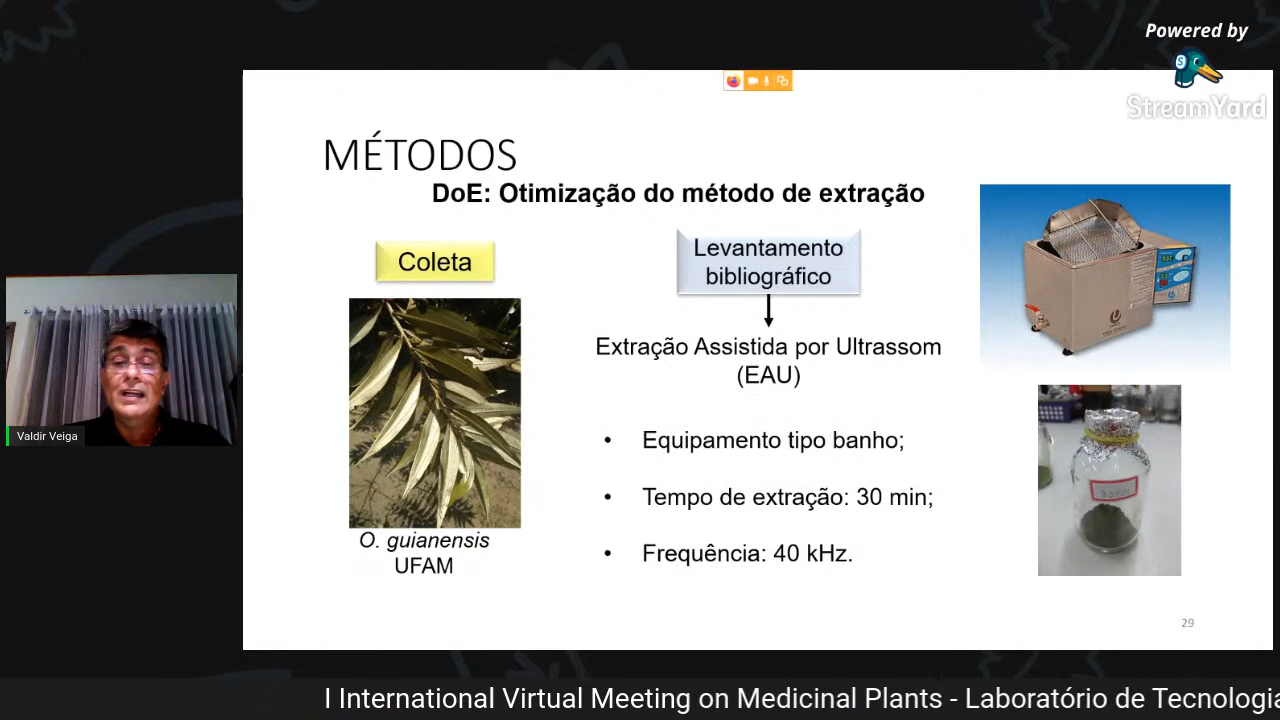 Powered by
StreamYard
MÉTODOS
DoE: Otimização do método de extração
Coleta
Levantamento
bibliográfico
Extração Assistida por Ultrassom
(EAU)
• Equipamento tipo banho;
• Tempo de extração: 30 min;
• Frequência: 40 kHz.
O. guianensis
UFAM
Valdir Veiga
29
I International Virtual Meeting on Medicinal Plants - Laboratório de Tecnologia